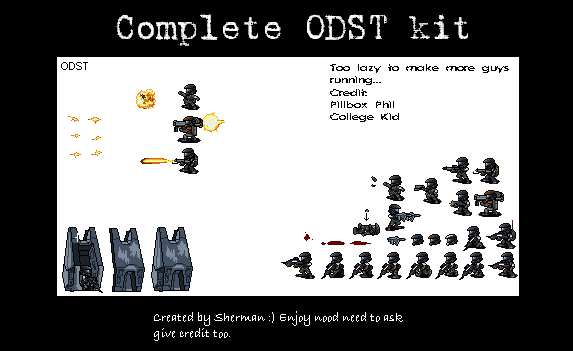 Complete ODST kit
ODST
Too lazy to make more guys
running...
Credit:
Pillbox Phil
College Kid
Created by Sherman :) Enjoy nood need to ask
give credit too.